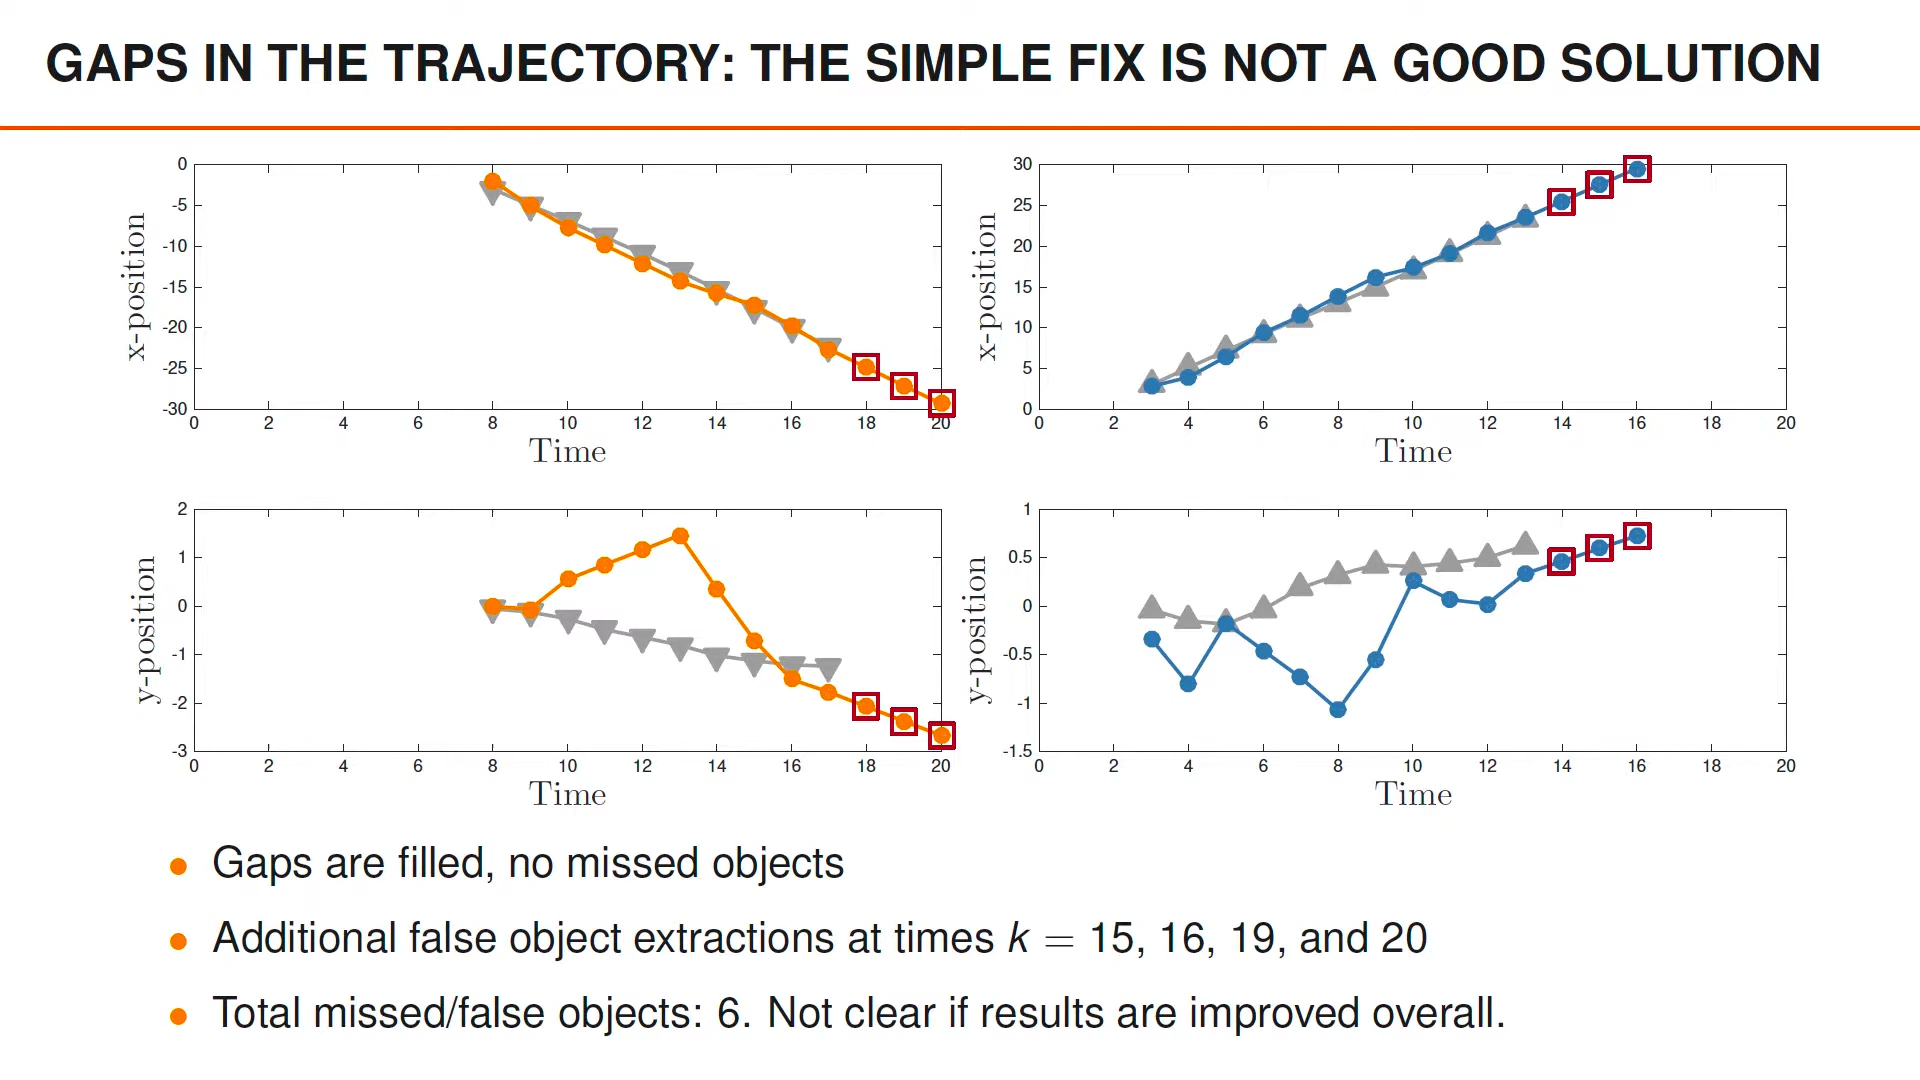 GAPS IN THE TRAJECTORY: THE SIMPLE FIX IS NOT A GOOD SOLUTION
x-position
0
-5
-10
-15
-20
-25
-30
0 2 4 6 8 10 12 14 16 18 20
Time
x-position
30
25
20
15
10
5
0
0 2 4 6 8 10 12 14 16 18 20
Time
y-position
2
1
0
-1
-2
-3
0 2 4 6 8 10 12 14 16 18 20
Time
y-position
1
0.5
0
-0.5
-1
-1.5
0 2 4 6 8 10 12 14 16 18 20
Time
Gaps are filled, no missed objects
Additional false object extractions at times k = 15, 16, 19, and 20
Total missed/false objects: 6. Not clear if results are improved overall.